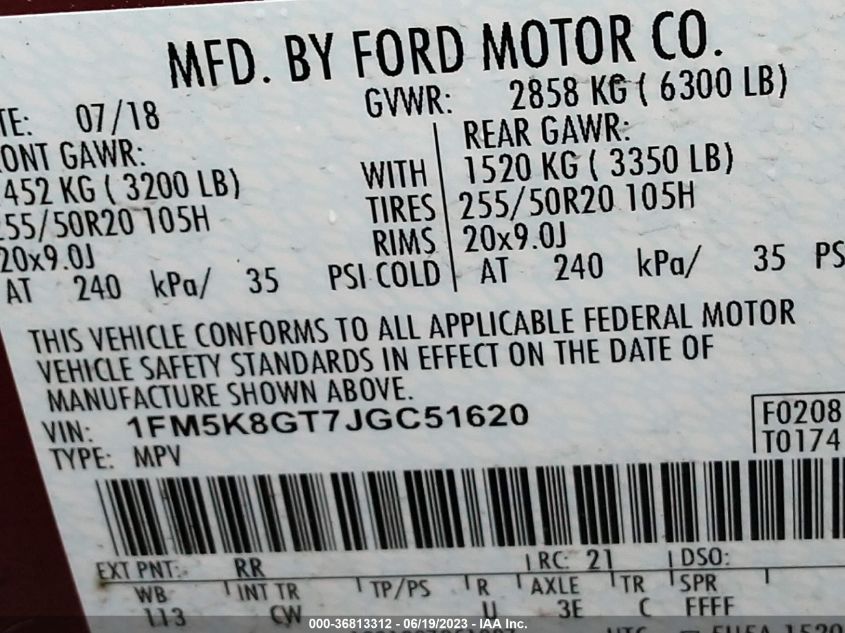 MFD. BY FORD MOTOR CO.
TE: 07/18 GVWR: 2858 KG ( 6300 LB)
ONT GAWR: REAR GAWR:
452 KG ( 3200 LB) WITH 1520 KG ( 3350 LB)
255/50R20 105H TIRES 255/50R20 105H
20x9.0J RIMS 20x9.0J
AT 240 kPa/ 35 PSI COLD AT 240 kPa/ 35 PS
THIS VEHICLE CONFORMS TO ALL APPLICABLE FEDERAL MOTOR
VEHICLE SAFETY STANDARDS IN EFFECT ON THE DATE OF
MANUFACTURE SHOWN ABOVE.
VIN: 1FM5K8GT7JGC51620 F0208
TYPE: MPV T0174
EXT PNT: RR RC: 21 DSO:
WB INT TR TP/PS R AXLE TR SPR
113 CW U 3E C FFFF
000-36813312 - 06/19/2023 - IAA Inc.